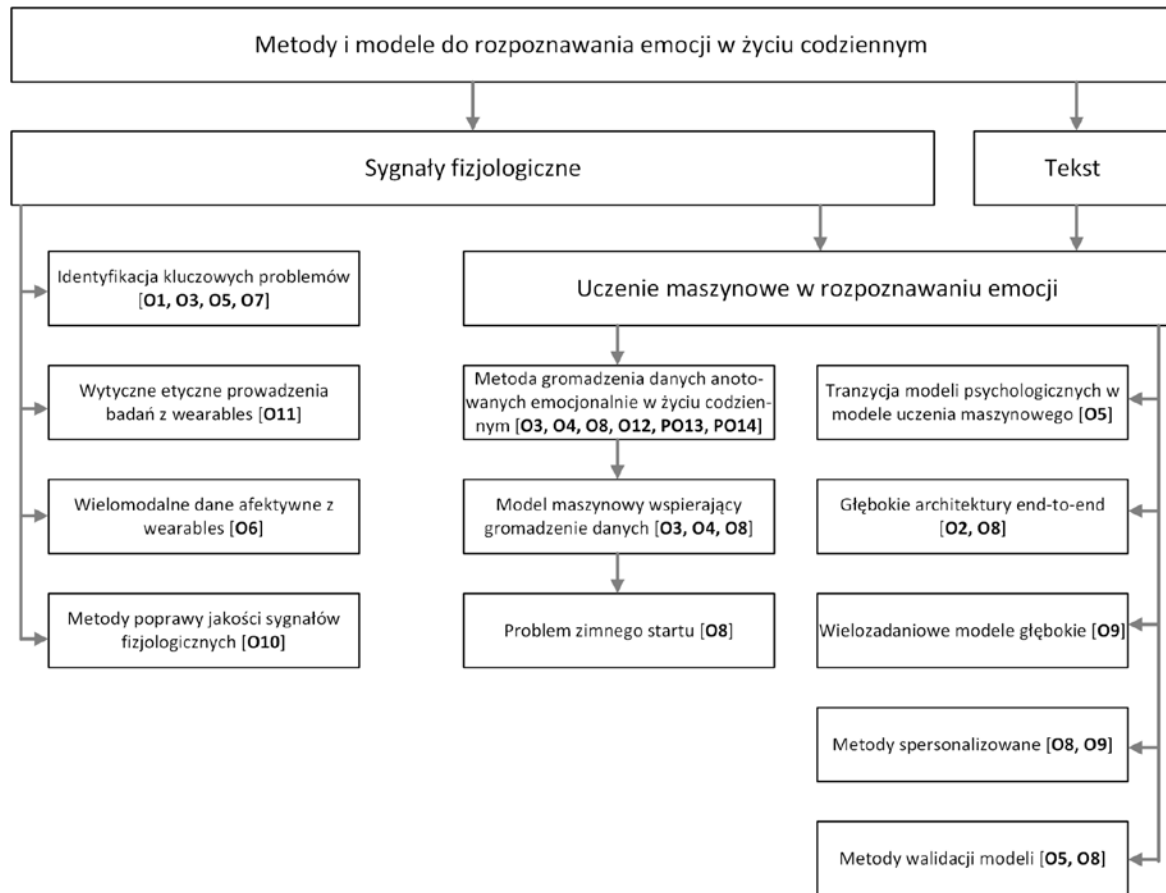 Metody i modele do rozpoznawania emocji w życiu codziennym
Sygnały fizjologiczne
Tekst
Identyfikacja kluczowych problemów
[O1, O3, O5, O7]
Wytyczne etyczne prowadzenia
badań z wearables [O11]
Wielomodalne dane afektywne z
wearables [O6]
Metody poprawy jakości sygnałów
fizjologicznych [O10]
Uczenie maszynowe w rozpoznawaniu emocji
Metoda gromadzenia danych anoto-
wanych emocjonalnie w życiu codzien-
nym [O3, O4, O8, O12, PO13, PO14]
Model maszynowy wspierający
gromadzenie danych [O3, O4, O8]
Problem zimnego startu [O8]
Tranzycja modeli psychologicznych w
modele uczenia maszynowego [O5]
Głębokie architektury end-to-end
[O2, O8]
Wielozadaniowe modele głębokie [O9]
Metody spersonalizowane [O8, O9]
Metody walidacji modeli [O5, O8]